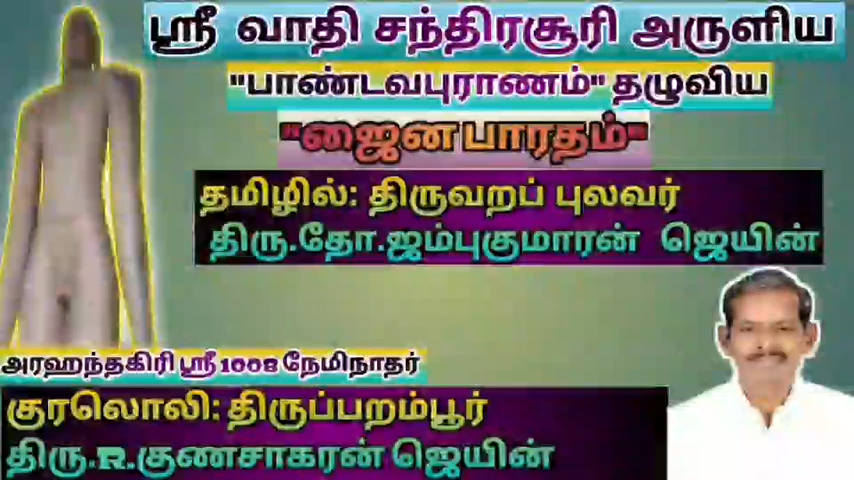 ஸ்ரீ வாதி சந்திரசூரி அருளிய
"பாண்டவபுராணம்" தழுவிய
"ஜைன பாரதம்"
தமிழில்: திருவறப் புலவர்
திரு.தோ.ஜம்புகுமாரன் ஜெயின்
அரஹந்தகிரி ஸ்ரீ 1008 நேமிநாதர்
குரலொலி: திருப்பறம்பூர்
திரு.R.குணசாகரன் ஜெயின்